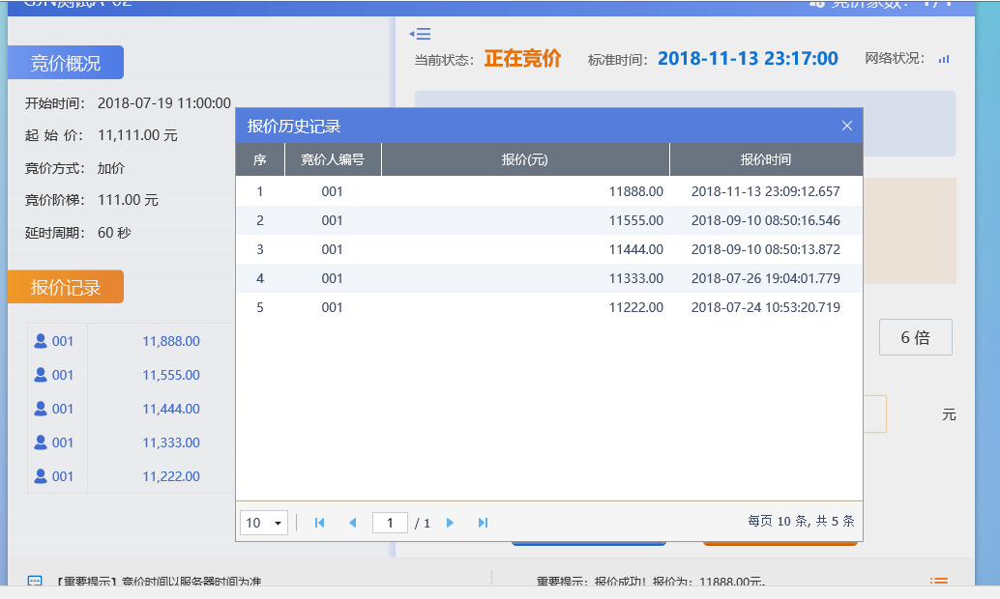 竞价概况
当前状态： 正在竞价 标准时间： 2018-11-13 23:17:00 网络状况：
开始时间： 2018-07-19 11:00:00
起 始 价： 11,111.00 元
竞价方式： 加价
竞价阶梯： 111.00 元
延时周期： 60 秒
报价记录
001 11,888.00
001 11,555.00
001 11,444.00
001 11,333.00
001 11,222.00
报价历史记录
序 竞价人编号 报价(元) 报价时间
1 001 11888.00 2018-11-13 23:09:12.657
2 001 11555.00 2018-09-10 08:50:16.546
3 001 11444.00 2018-09-10 08:50:13.872
4 001 11333.00 2018-07-26 19:04:01.779
5 001 11222.00 2018-07-24 10:53:20.719
10 1 / 1 每页 10 条, 共 5 条
6 倍
元
【重要提示】竞价时间以服务器时间为准
重要提示：报价成功！报价为：11888.00元。